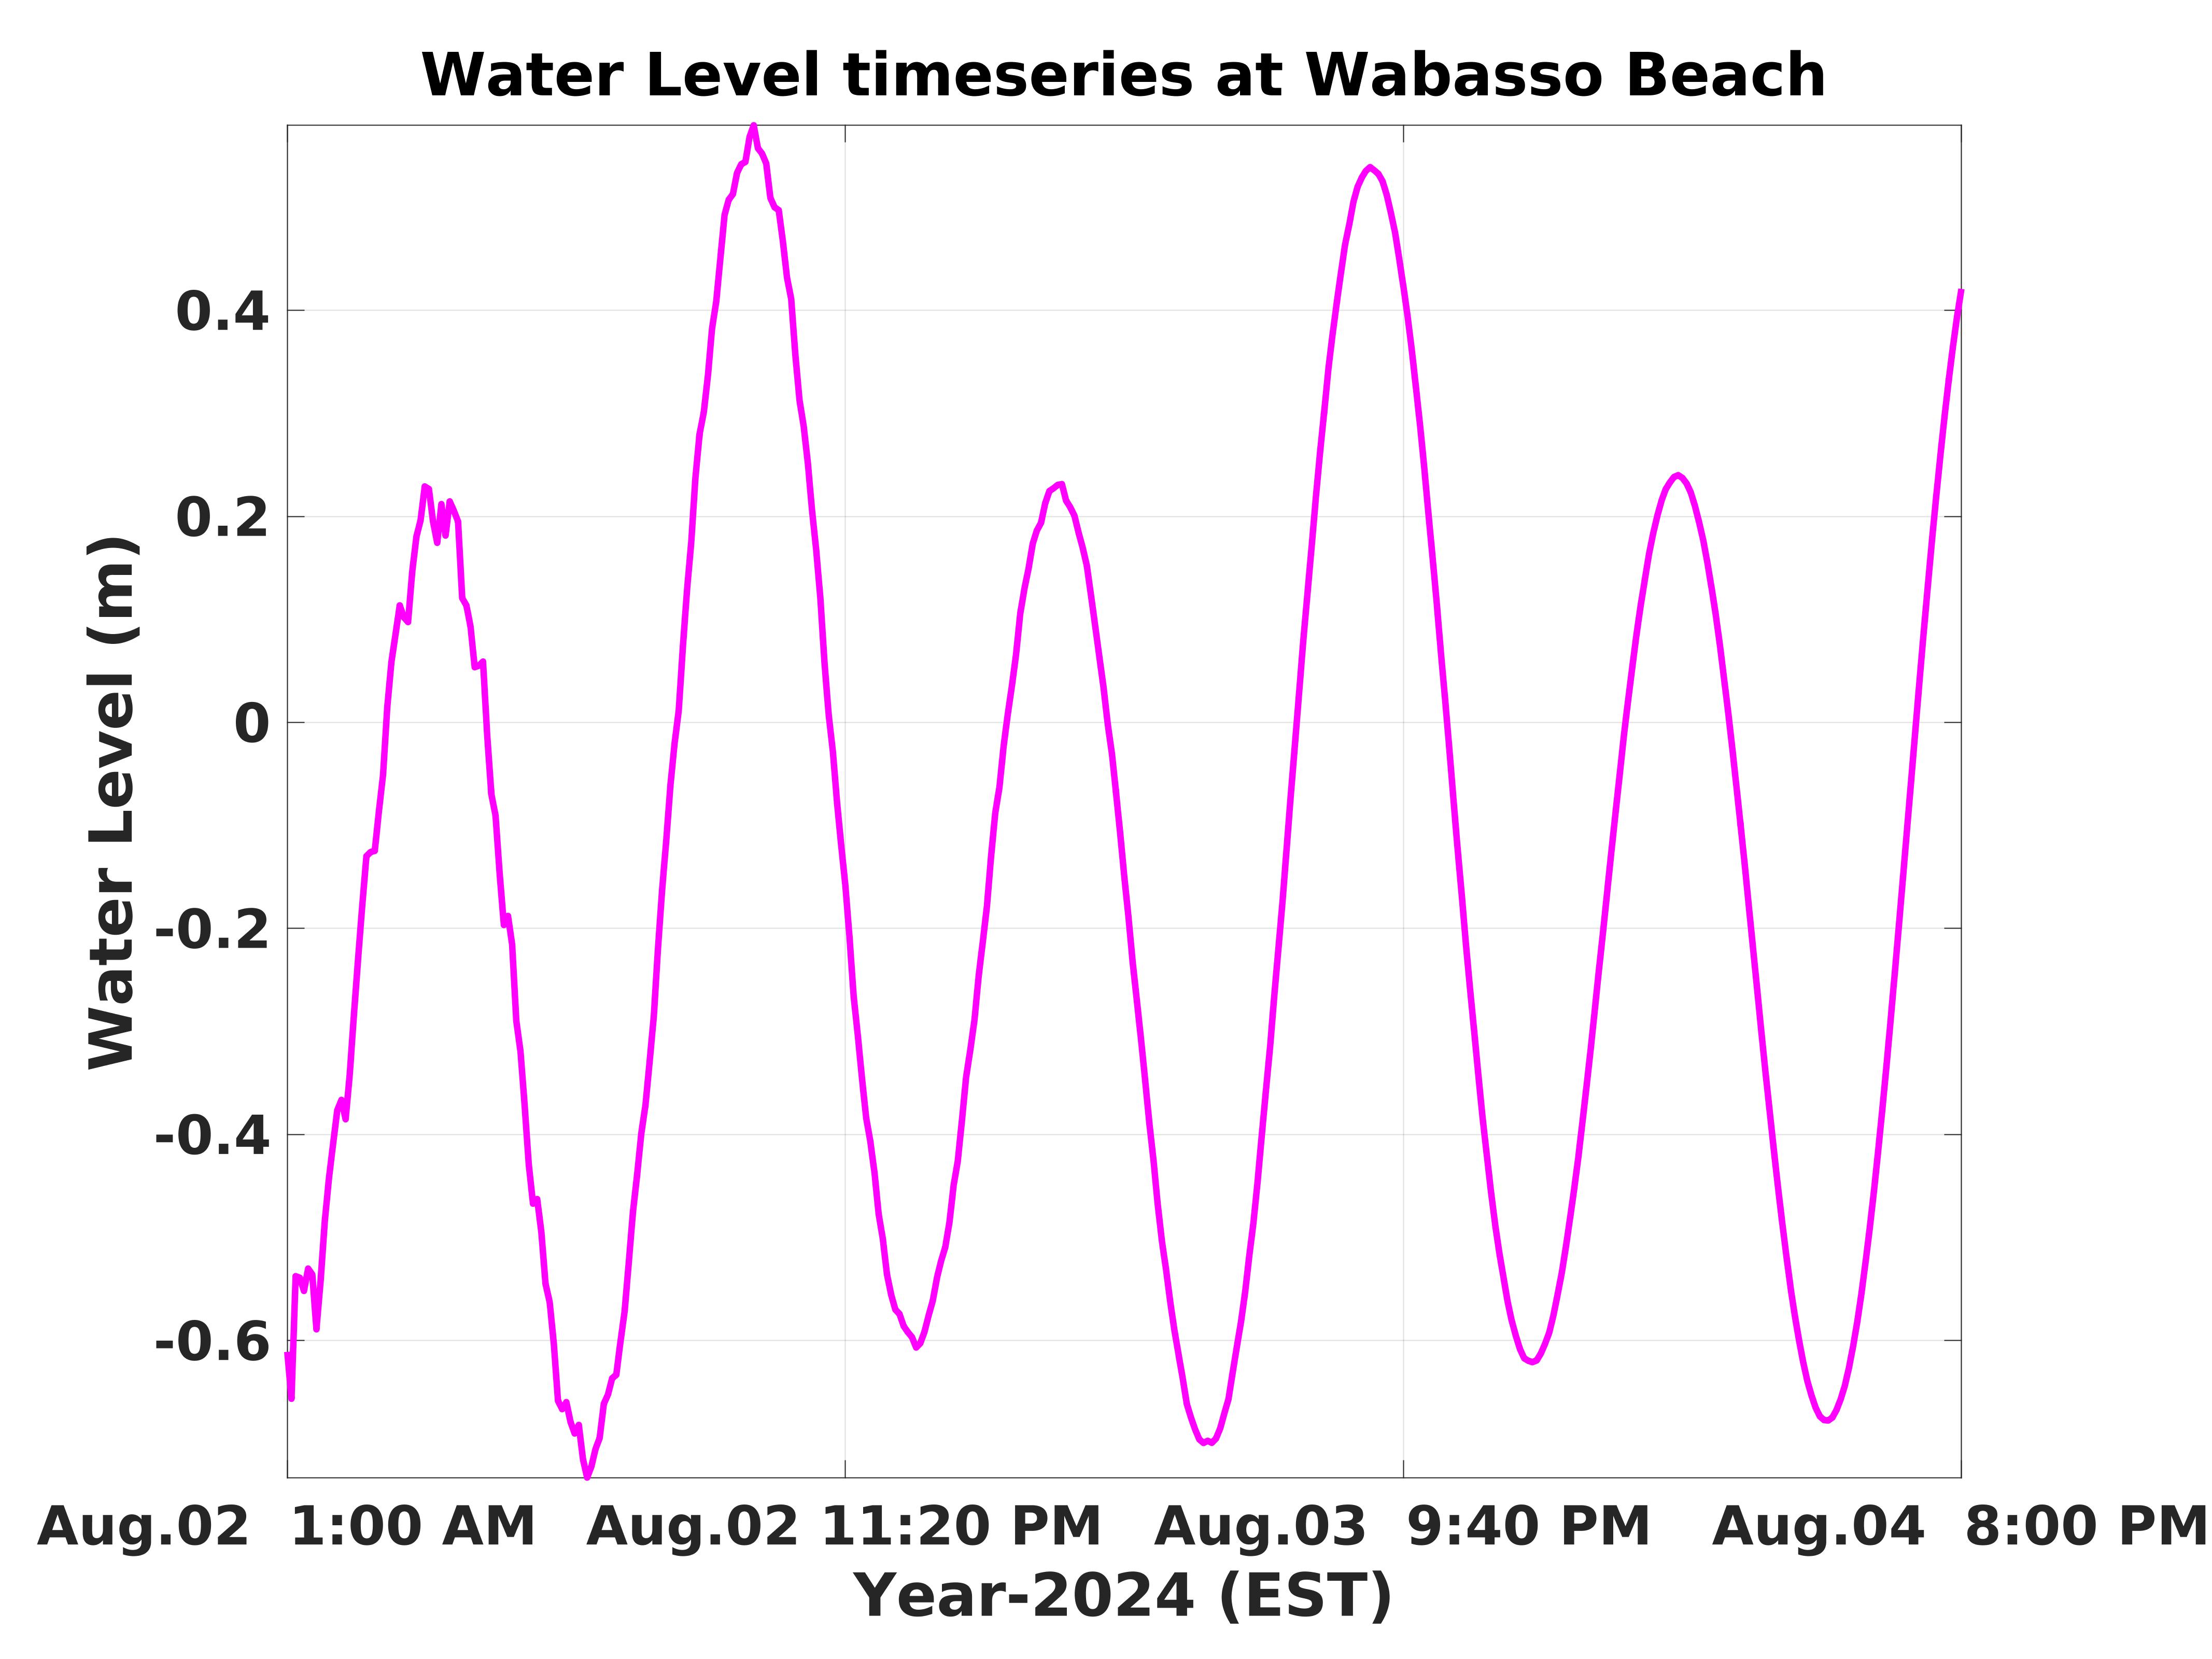 Water Level timeseries at Wabasso Beach
Water Level (m)
0.4
0.2
0
-0.2
-0.4
-0.6
Aug.02 1:00 AM Aug.02 11:20 PM Aug.03 9:40 PM Aug.04 8:00 PM
Year-2024 (EST)